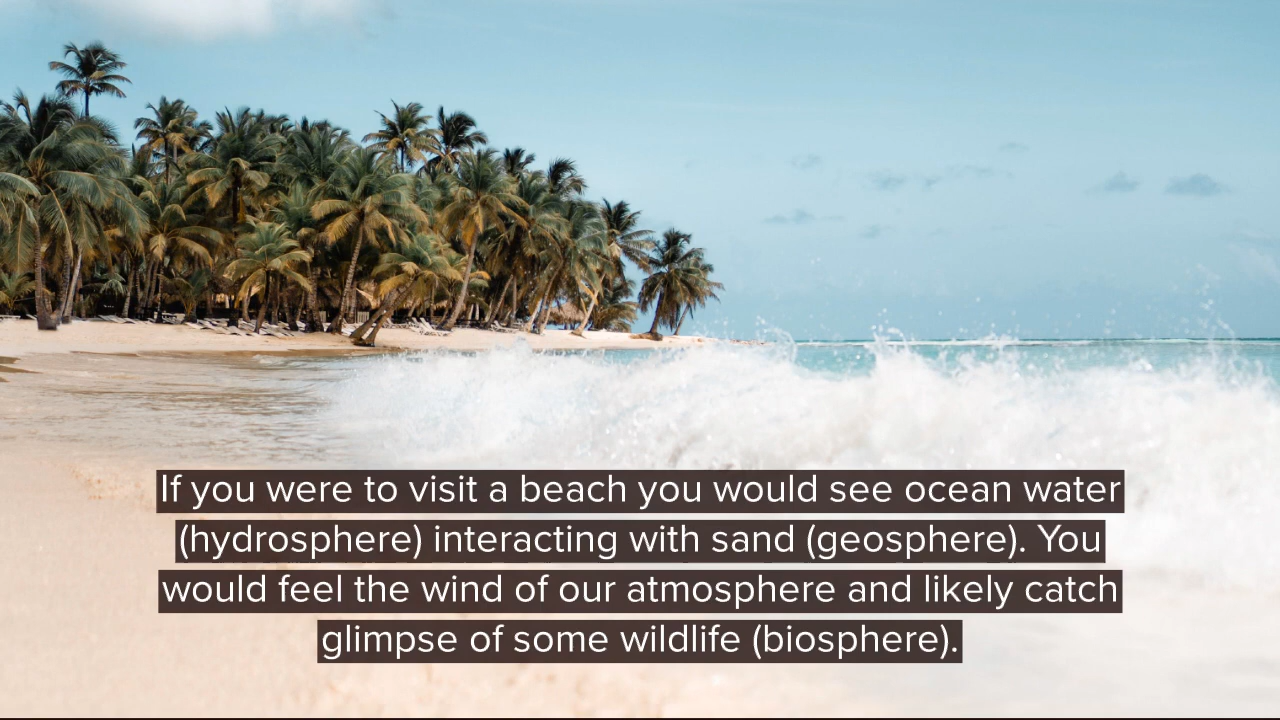 If you were to visit a beach you would see ocean water
(hydrosphere) interacting with sand (geosphere). You
would feel the wind of our atmosphere and likely catch
glimpse of some wildlife (biosphere).